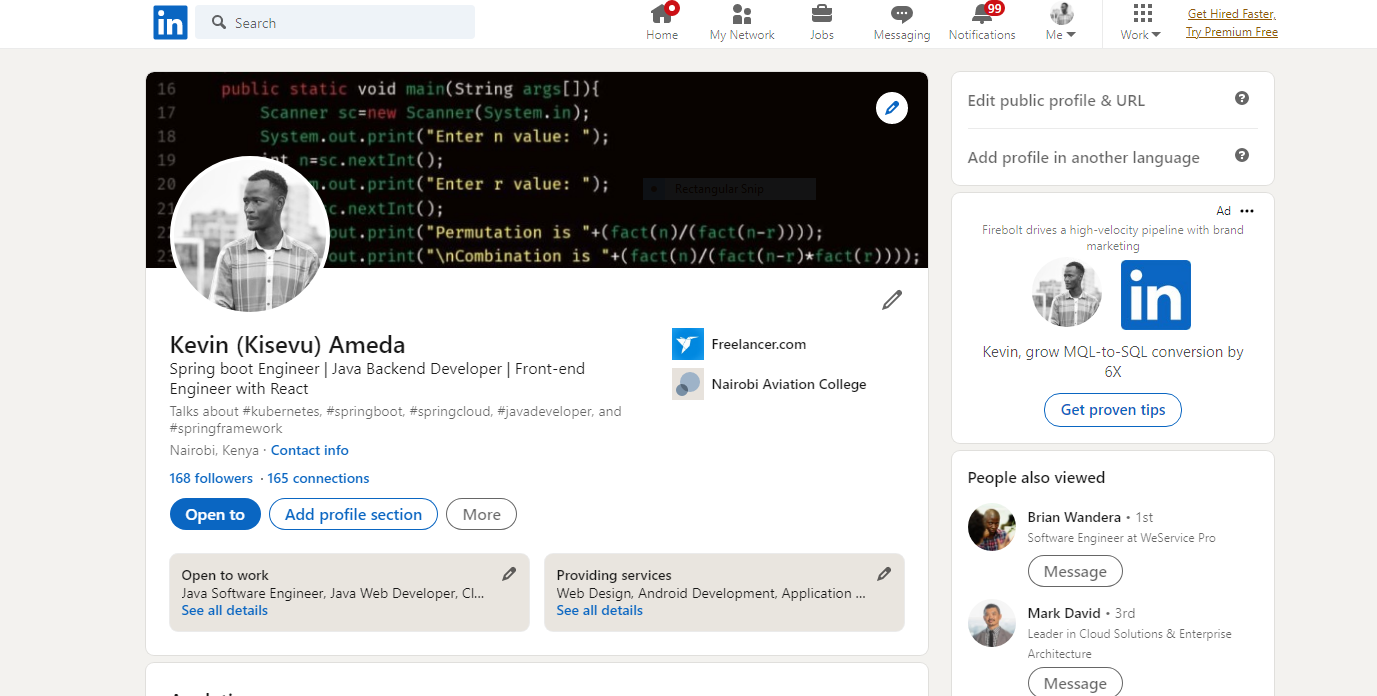 in
Search
99
Home
My Network
Jobs
Messaging
Notifications
Me
Work
Get Hired Faster,
Try Premium Free
16 public static void main(String args[]){
17 Scanner sc=new Scanner(System.in);
18 System.out.print("Enter n value: ");
19 int n=sc.nextInt();
20 .out.print("Enter r value: ");
21 c.nextInt();
out.print("Permutation is "+(fact(n)/(fact(n-r))));
out.print("\nCombination is "+(fact(n)/(fact(n-r)*fact(r))));
Rectangular Snip
Kevin (Kisevu) Ameda
Spring boot Engineer | Java Backend Developer | Front-end
Engineer with React
Talks about #kubernetes, #springboot, #springcloud, #javadeveloper, and
#springframework
Nairobi, Kenya · Contact info
168 followers · 165 connections
Freelancer.com
Nairobi Aviation College
Open to
Add profile section
More
Open to work
Java Software Engineer, Java Web Developer, Cl...
See all details
Providing services
Web Design, Android Development, Application ...
See all details
Edit public profile & URL
Add profile in another language
Ad
Firebolt drives a high-velocity pipeline with brand
marketing
in
Kevin, grow MQL-to-SQL conversion by
6X
Get proven tips
People also viewed
Brian Wandera • 1st
Software Engineer at WeService Pro
Message
Mark David • 3rd
Leader in Cloud Solutions & Enterprise
Architecture
Message